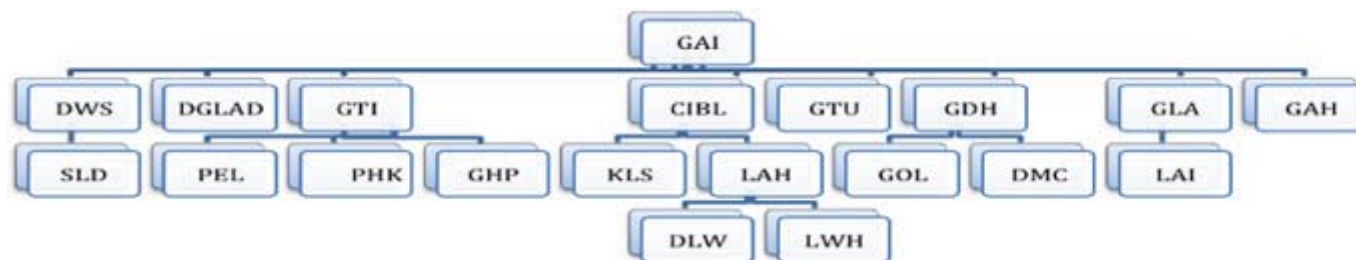 GAI
DWS DGLAD GTI CIBL GTU GDH GLA GAH
SLD PEL PHK GHP KLS LAH GOL DMC LAI
DLW LWH